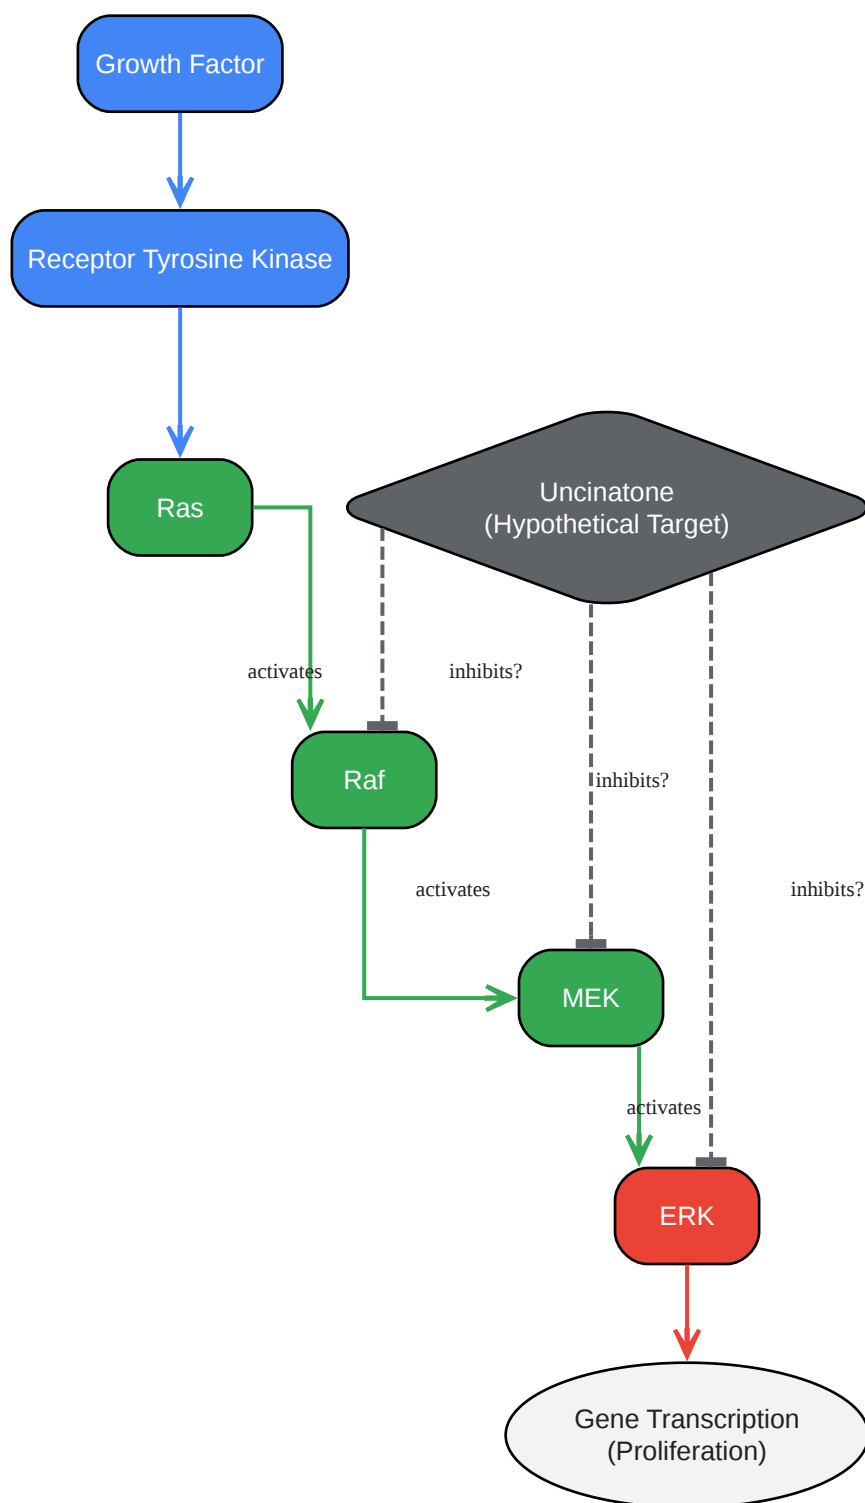 Growth Factor
Receptor Tyrosine Kinase
Ras
Uncinatone
(Hypothetical Target)
activates
inhibits?
Raf
inhibits?
activates
inhibits?
MEK
activates
ERK
Gene Transcription
(Proliferation)